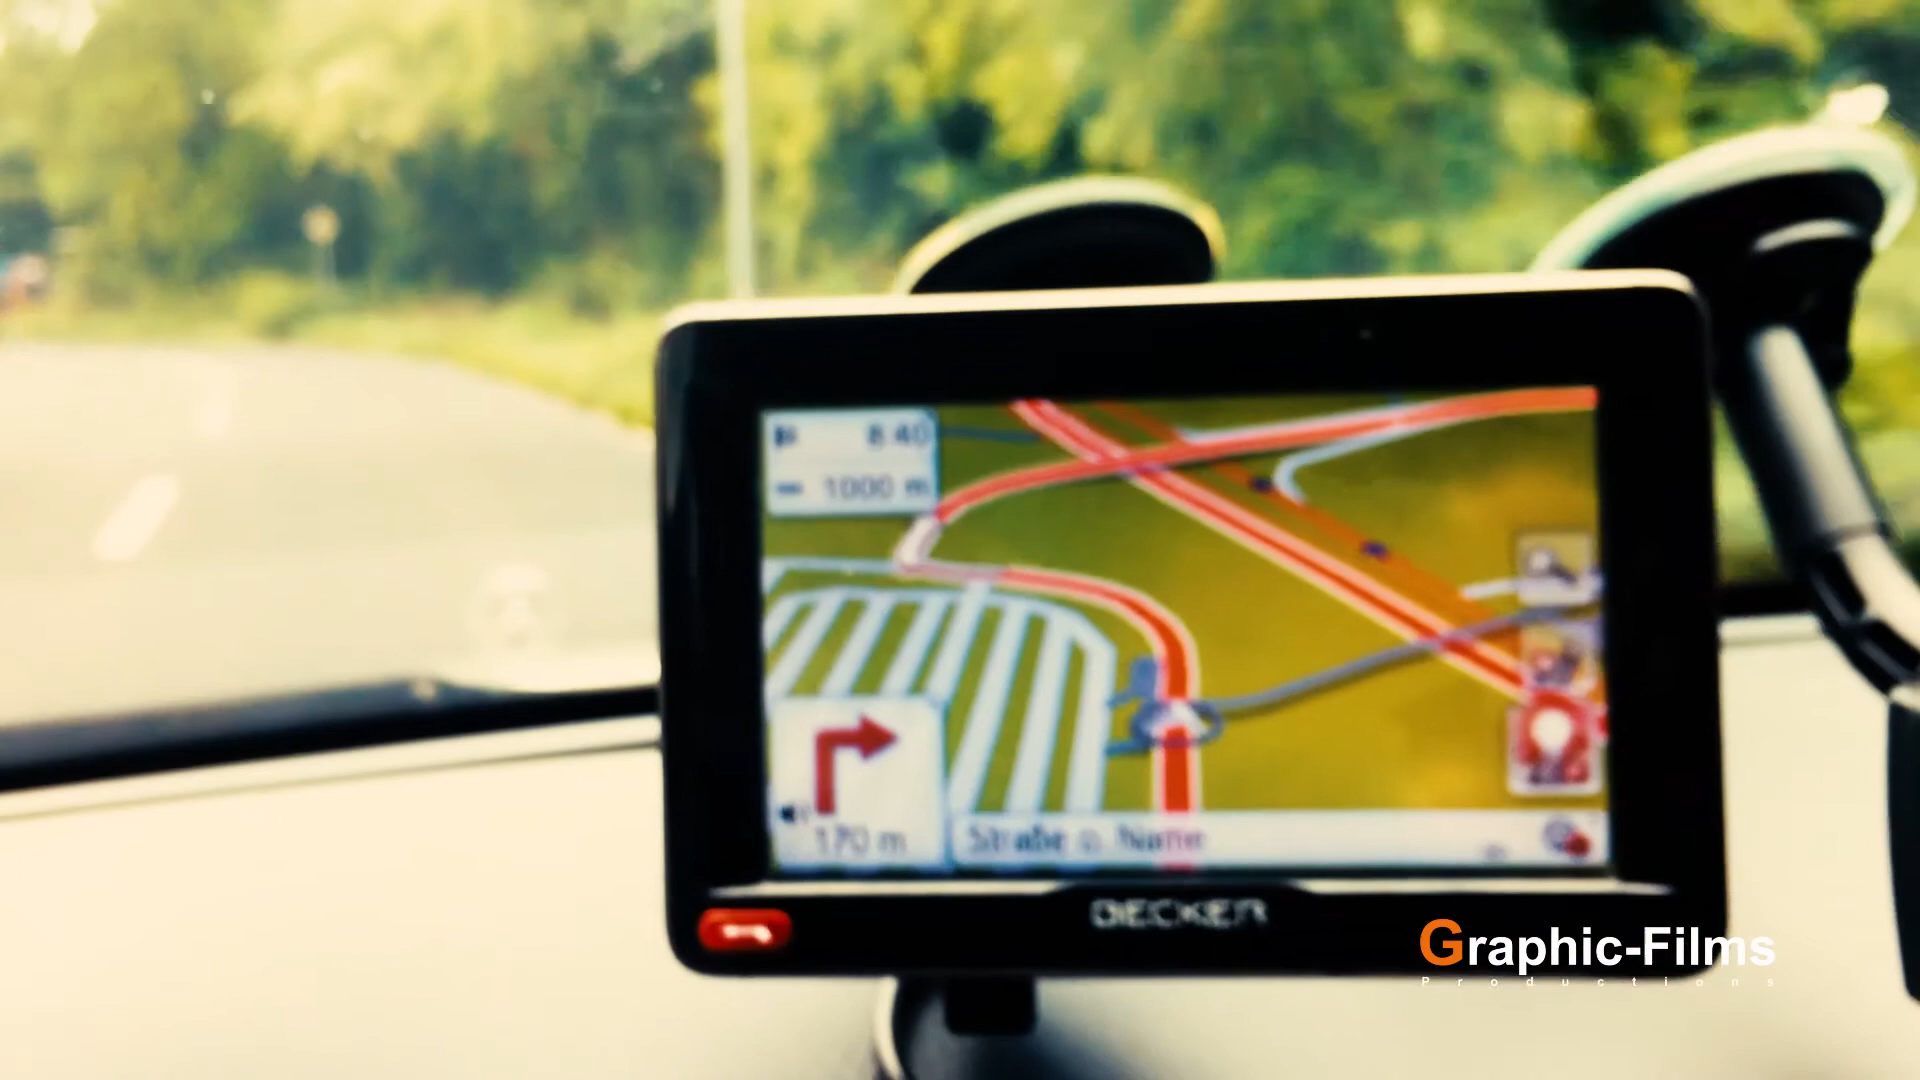 8:40
1000 m
170 m
Straße o. Name
BECKER
Graphic-Films
Productions